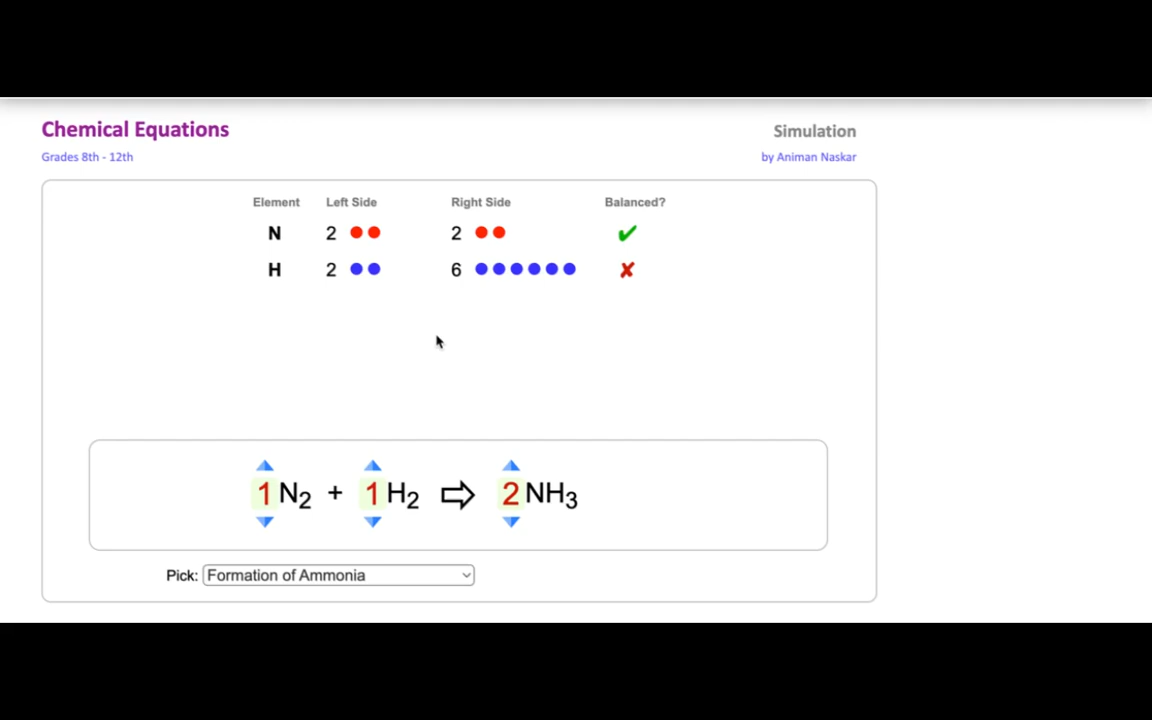 Chemical Equations
Simulation
Grades 8th - 12th
by Animan Naskar
Element Left Side Right Side Balanced?
N 2 2 ✔
H 2 6 ✘
1 N₂ + 1 H₂ ⇨ 2 NH₃
Pick: Formation of Ammonia